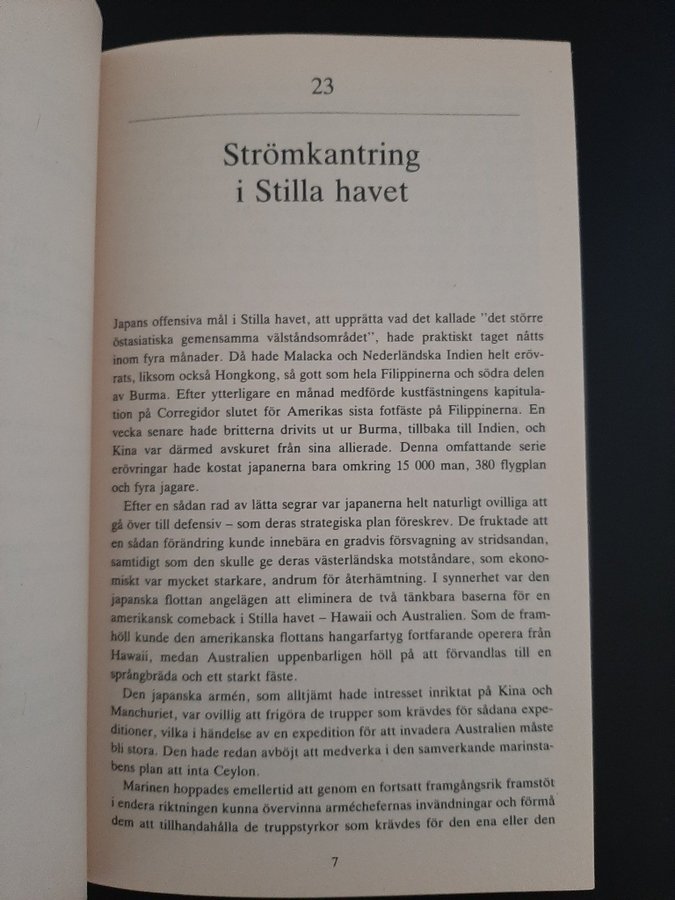 23
Strömkantring
i Stilla havet
Japans offensiva mål i Stilla havet, att upprätta vad det kallade ”det större
östasiatiska gemensamma välståndsområdet”, hade praktiskt taget nåtts
inom fyra månader. Då hade Malacka och Nederländska Indien helt eröv-
rats, liksom också Hongkong, så gott som hela Filippinerna och södra delen
av Burma. Efter ytterligare en månad medförde kustfästningens kapitula-
tion på Corregidor slutet för Amerikas sista fotfäste på Filippinerna. En
vecka senare hade britterna drivits ut ur Burma, tillbaka till Indien, och
Kina var därmed avskuret från sina allierade. Denna omfattande serie
erövringar hade kostat japanerna bara omkring 15 000 man, 380 flygplan
och fyra jagare.
Efter en sådan rad av lätta segrar var japanerna helt naturligt ovilliga att
gå över till defensiv – som deras strategiska plan föreskrev. De fruktade att
en sådan förändring kunde innebära en gradvis försvagning av stridsandan,
samtidigt som den skulle ge deras västerländska motståndare, som ekono-
miskt var mycket starkare, andrum för återhämtning. I synnerhet var den
japanska flottan angelägen att eliminera de två tänkbara baserna för en
amerikansk comeback i Stilla havet – Hawaii och Australien. Som de fram-
höll kunde den amerikanska flottans hangarfartyg fortfarande operera från
Hawaii, medan Australien uppenbarligen höll på att förvandlas till en
språngbräda och ett starkt fäste.
Den japanska armén, som alltjämt hade intresset inriktat på Kina och
Manchuriet, var ovillig att frigöra de trupper som krävdes för sådana expe-
ditioner, vilka i händelse av en expedition för att invadera Australien måste
bli stora. Den hade redan avböjt att medverka i den samverkande marinsta-
bens plan att inta Ceylon.
Marinen hoppades emellertid att genom en fortsatt framgångsrik framstöt
i endera riktningen kunna övervinna arméchefernas invändningar och förmå
dem att tillhandahålla de truppstyrkor som krävdes för den ena eller den
7